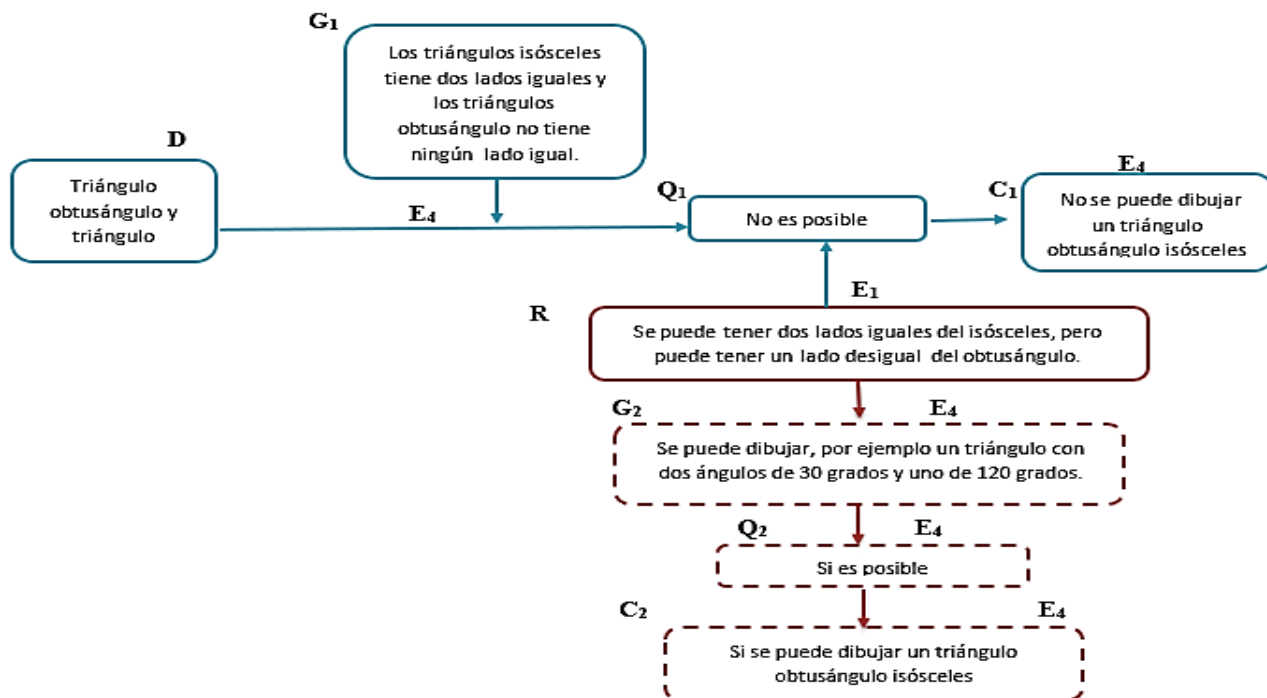 G₁
Los triángulos isósceles
tiene dos lados iguales y
los triángulos
obtusángulo no tiene
ningún lado igual.
D
Triángulo
obtusángulo y
triángulo
E₄
Q₁
No es posible
C₁
E₄
No se puede dibujar
un triángulo
obtusángulo isósceles
E₁
R
Se puede tener dos lados iguales del isósceles, pero
puede tener un lado desigual del obtusángulo.
G₂
E₄
Se puede dibujar, por ejemplo un triángulo con
dos ángulos de 30 grados y uno de 120 grados.
Q₂
E₄
Si es posible
C₂
E₄
Si se puede dibujar un triángulo
obtusángulo isósceles